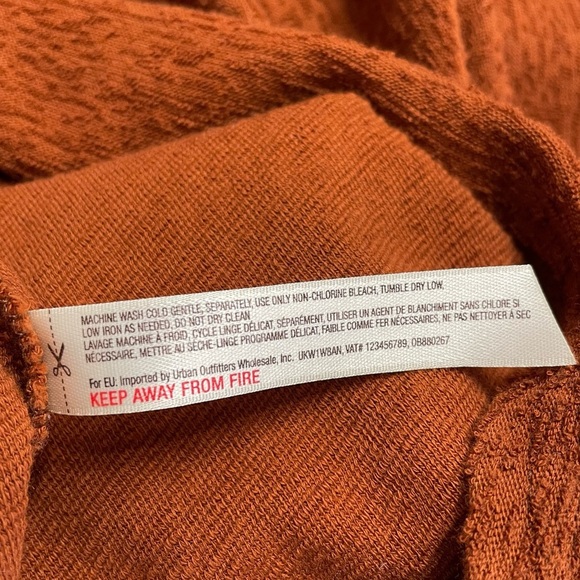 MACHINE WASH COLD GENTLE, SEPARATELY, USE ONLY NON-CHLORINE BLEACH, TUMBLE DRY LOW.
LOW IRON AS NEEDED, DO NOT DRY CLEAN
LAVAGE MACHINE À FROID, CYCLE LINGE DÉLICAT, SÉPARÉMENT, UTILISER UN AGENT DE BLANCHIMENT SANS CHLORE SI
NÉCESSAIRE, METTRE AU SÈCHE-LINGE PROGRAMME DÉLICAT, FAIBLE COMME FER NÉCESSAIRES, NE PAS NETTOYER À SEC
For EU: Imported by Urban Outfitters Wholesale, Inc. UKW1W8AN, VAT# 123456789, OB880267
KEEP AWAY FROM FIRE